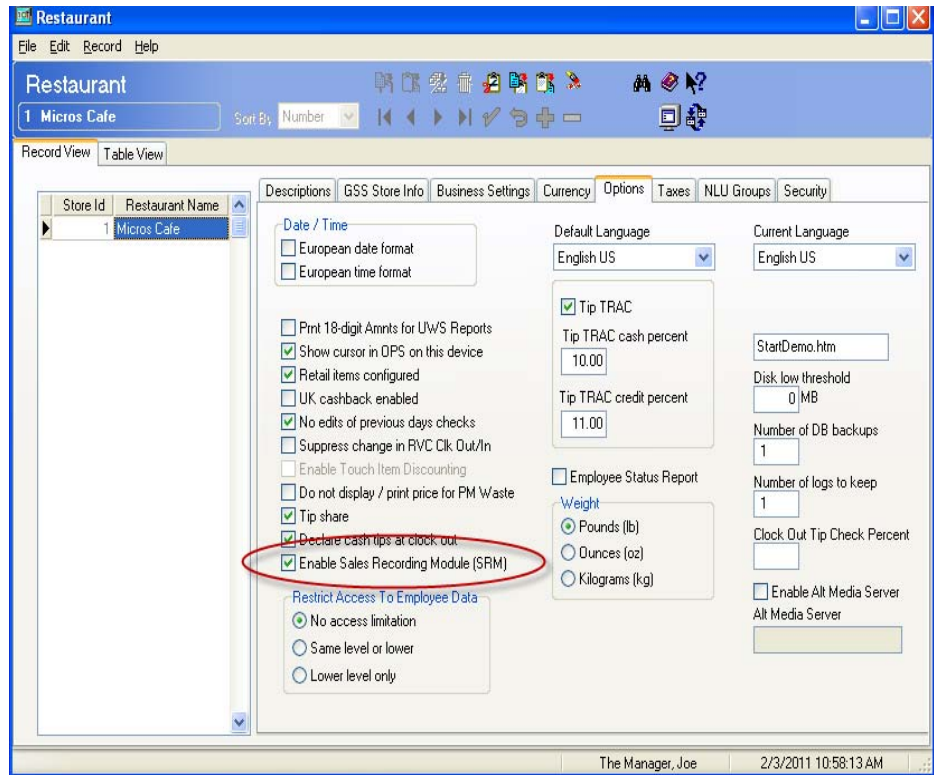 Restaurant
File Edit Record Help
Restaurant
1 Micros Cafe
Sort By Number
Record View Table View
Store Id Restaurant Name
1 Micros Cafe
Descriptions GSS Store Info Business Settings Currency Options Taxes NLU Groups Security
Date / Time
European date format
European time format
Prnt 18-digit Amnts for UWS Reports
Show cursor in OPS on this device
Retail items configured
UK cashback enabled
No edits of previous days checks
Suppress change in RVC Clk Out/In
Enable Touch Item Discounting
Do not display / print price for PM Waste
Tip share
Declare cash tips at clock out
Enable Sales Recording Module (SRM)
Restrict Access To Employee Data
No access limitation
Same level or lower
Lower level only
Default Language
English US
Tip TRAC
Tip TRAC cash percent
10.00
Tip TRAC credit percent
11.00
Employee Status Report
Weight
Pounds (lb)
Ounces (oz)
Kilograms (kg)
Current Language
English US
StartDemo.htm
Disk low threshold
0 MB
Number of DB backups
1
Number of logs to keep
1
Clock Out Tip Check Percent
Enable Alt Media Server
Alt Media Server
The Manager, Joe 2/3/2011 10:58:13 AM